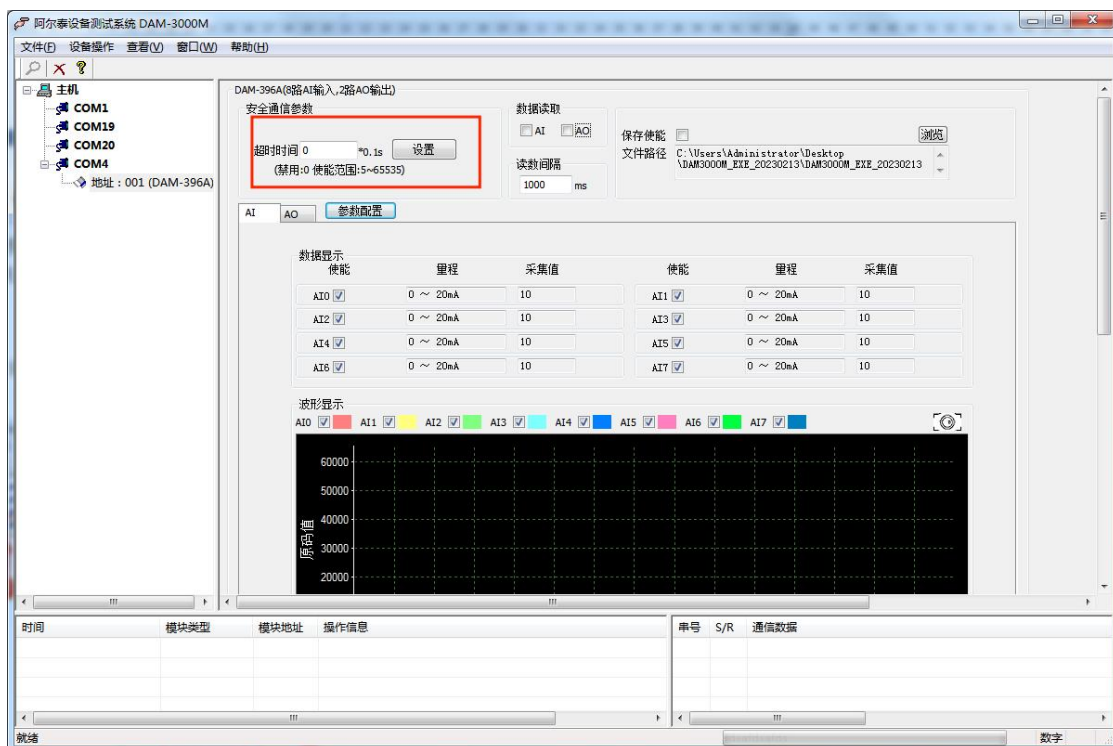 阿尔泰设备测试系统 DAM-3000M
文件(F) 设备操作 查看(V) 窗口(W) 帮助(H)
主机
COM1
COM19
COM20
COM4
地址：001 (DAM-396A)
DAM-396A(8路AI输入,2路AO输出)
安全通信参数
超时时间 0 *0.1s 设置
(禁用:0 使能范围:5~65535)
数据读取
AI AO
读数间隔
1000 ms
保存使能 浏览
文件路径 C:\Users\Administrator\Desktop
\DAM3000M_EXE_20230213\DAM3000M_EXE_20230213
AI AO 参数配置
数据显示
使能 量程 采集值 使能 量程 采集值
AI0 0 ～ 20mA 10 AI1 0 ～ 20mA 10
AI2 0 ～ 20mA 10 AI3 0 ～ 20mA 10
AI4 0 ～ 20mA 10 AI5 0 ～ 20mA 10
AI6 0 ～ 20mA 10 AI7 0 ～ 20mA 10
波形显示
AI0 AI1 AI2 AI3 AI4 AI5 AI6 AI7
60000
50000
40000
30000
20000
原码值
时间 模块类型 模块地址 操作信息
串号 S/R 通信数据
就绪 数字